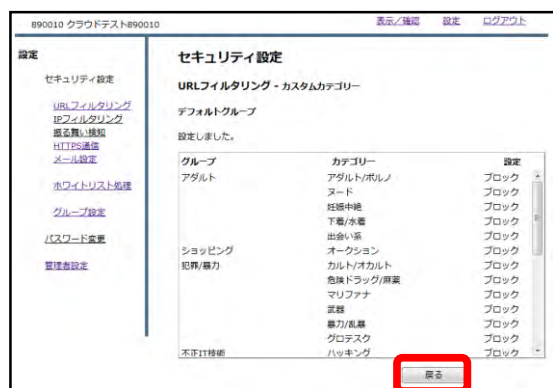 890010 クラウドテスト890010 表示／確認 設定 ログアウト
設定
セキュリティ設定
URLフィルタリング
IPフィルタリング
振る舞い検知
HTTPS通信
メール設定
ホワイトリスト処理
グループ設定
パスワード変更
管理者設定
セキュリティ設定
URLフィルタリング - カスタムカテゴリー
デフォルトグループ
設定しました。
グループ カテゴリー 設定
アダルト アダルト/ポルノ ブロック
ヌード ブロック
妊娠中絶 ブロック
下着/水着 ブロック
出会い系 ブロック
ショッピング オークション ブロック
犯罪/暴力 カルト/オカルト ブロック
危険ドラッグ/麻薬 ブロック
マリファナ ブロック
武器 ブロック
暴力/乱暴 ブロック
グロテスク ブロック
不正IT技術 ハッキング ブロック
戻る